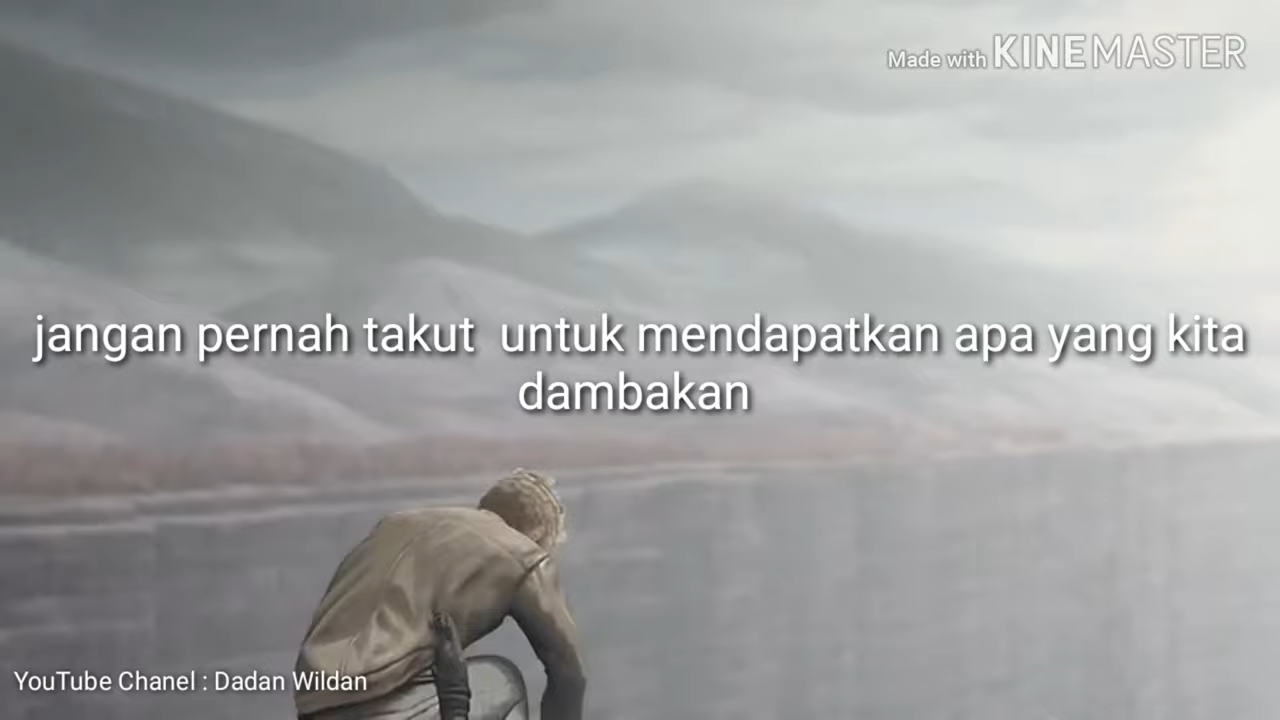 Made with KINEMASTER
jangan pernah takut  untuk mendapatkan apa yang kita
dambakan
YouTube Chanel : Dadan Wildan